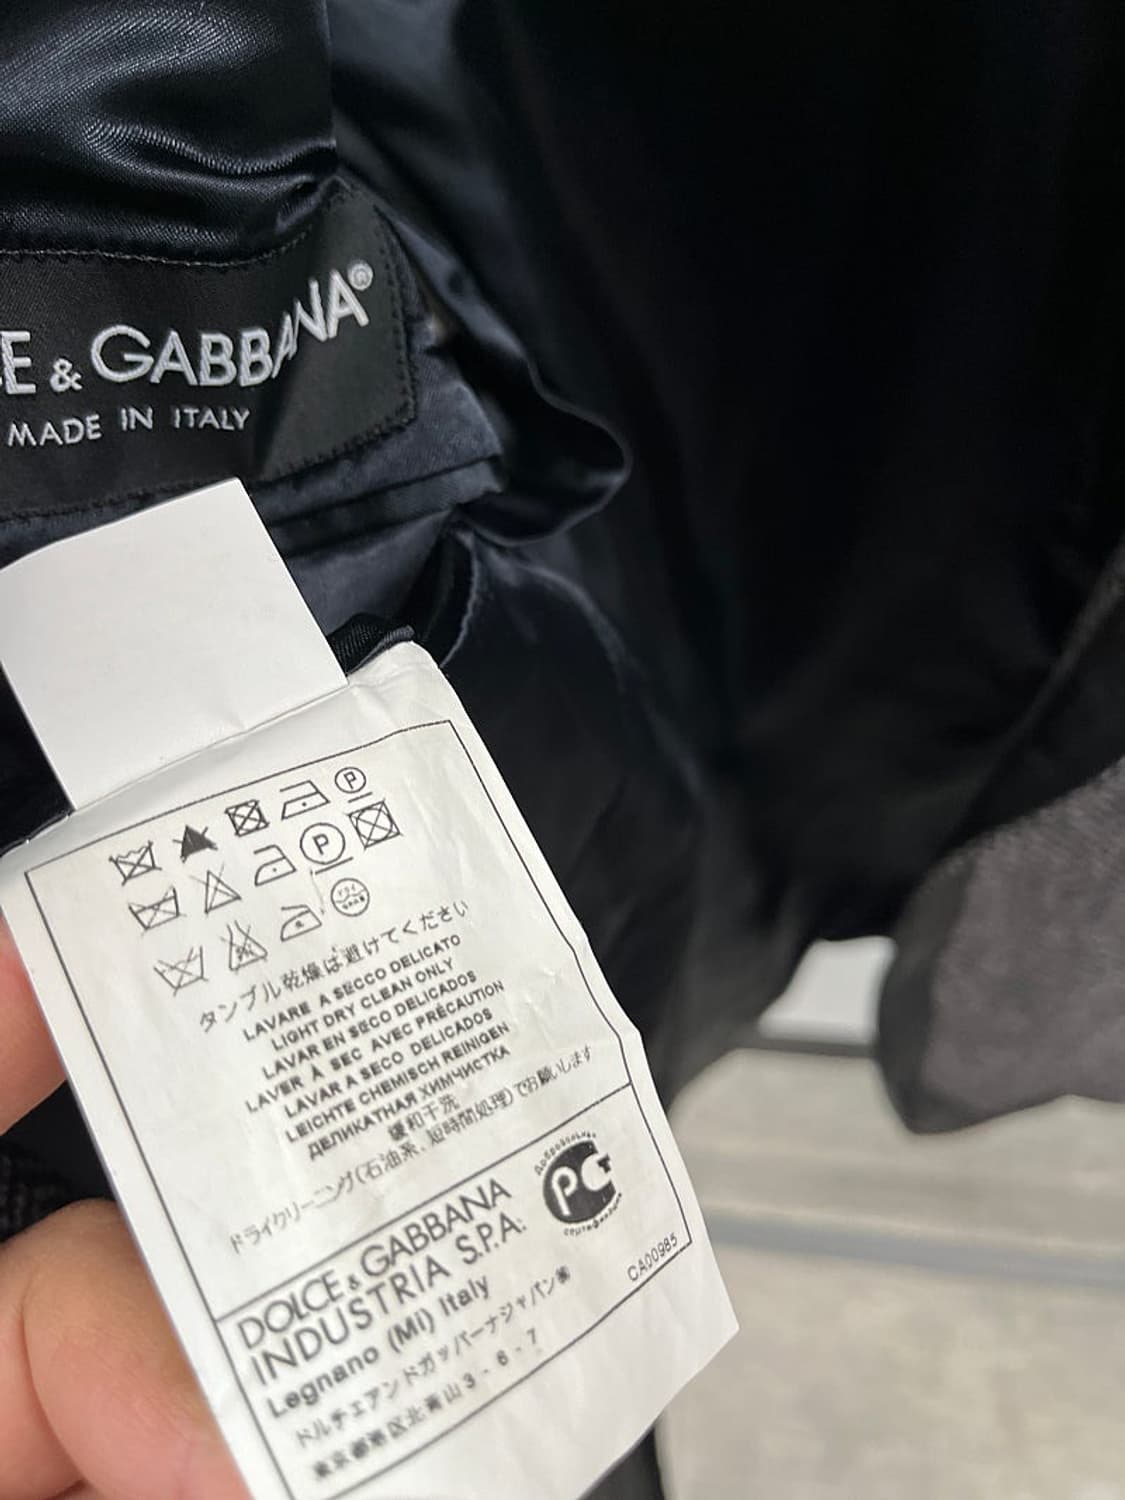 CE & GABBANA®
MADE IN ITALY
タンブル乾燥は避けてください
LAVARE A SECCO DELICATO
LIGHT DRY CLEAN ONLY
LAVAR EN SECO DELICADOS
LAVER À SEC AVEC PRÉCAUTION
LAVAR A SECO DELICADOS
LEICHTE CHEMISCH REINIGEN
ДЕЛИКАТНАЯ ХИМЧИСТКА
缓和干洗
ドライクリーニング(石油系、短時間処理)でお願いします
DOLCE & GABBANA
INDUSTRIA S.P.A.
Legnano (MI) Italy
ドルチェアンドガッバーナジャパン㈱
東京都港区北青山3-6-7
CA00985